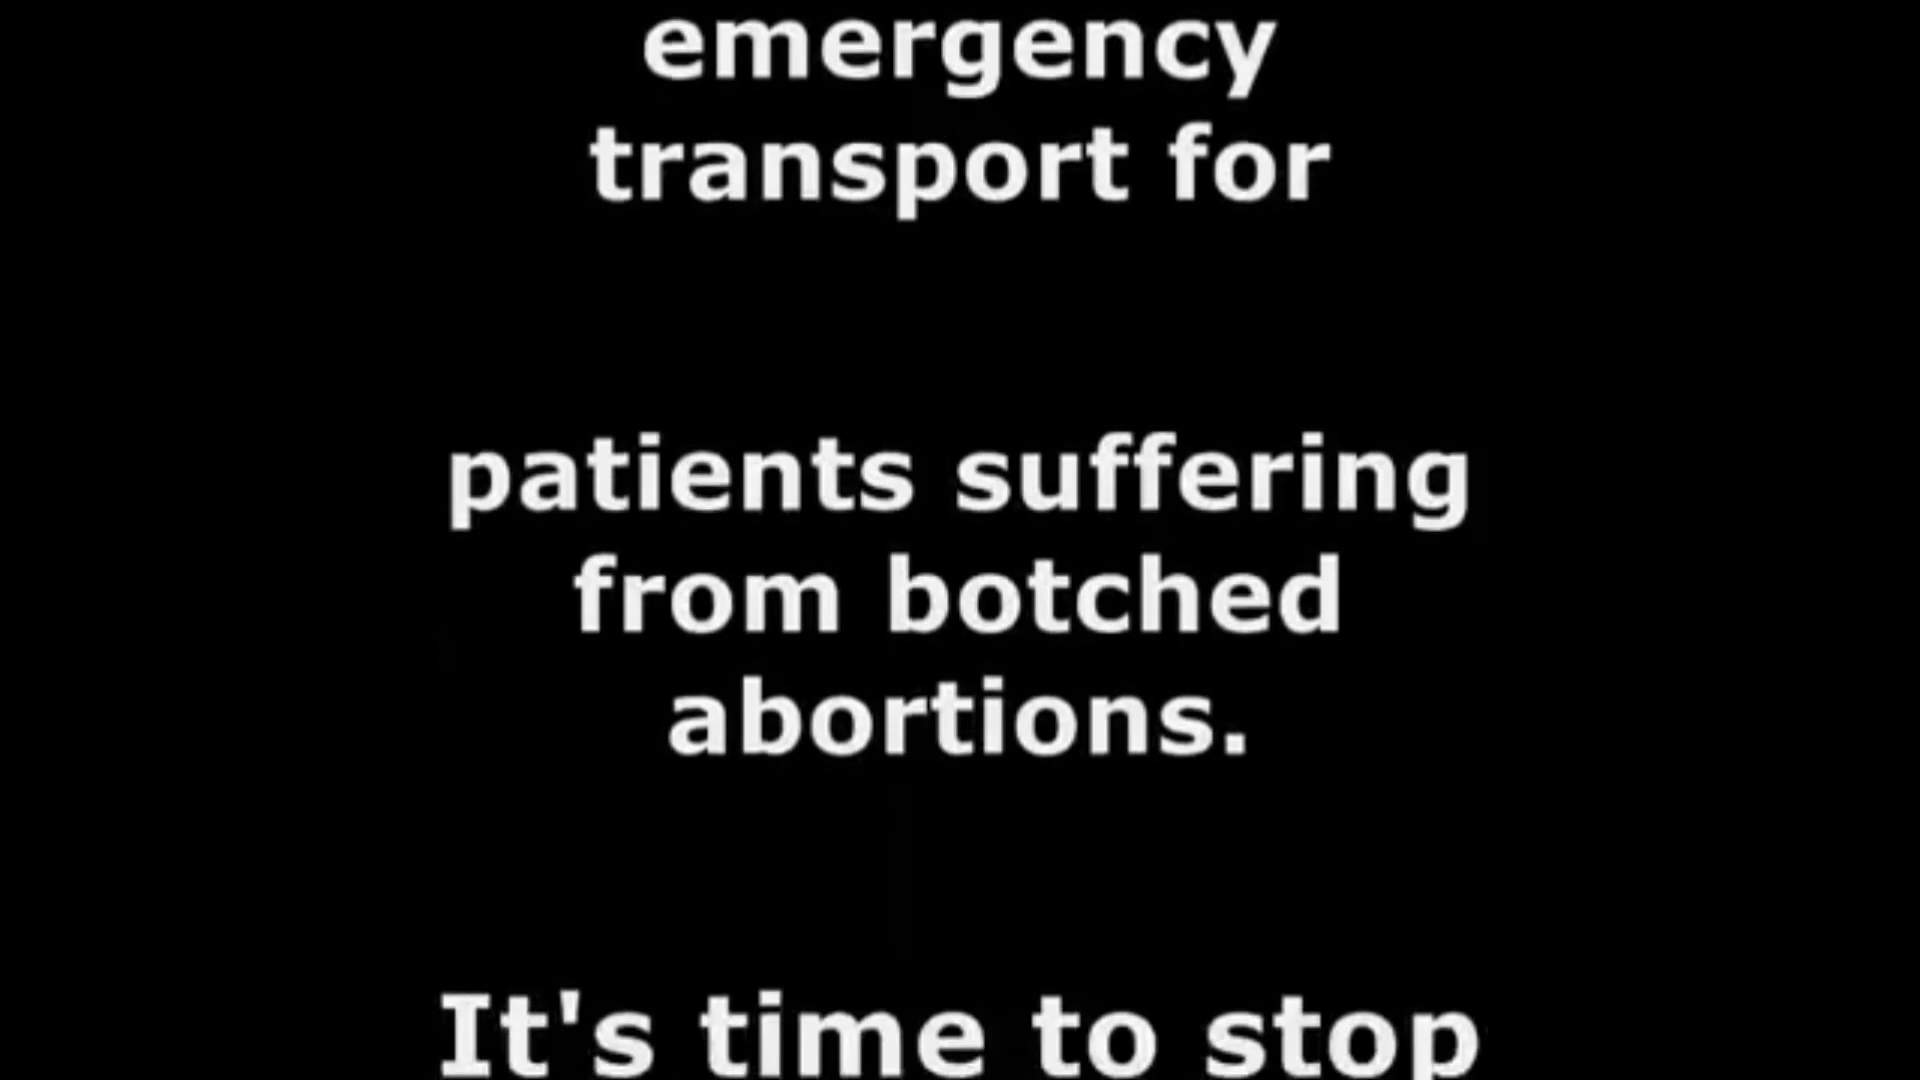 emergency
transport for
patients suffering
from botched
abortions.
It's time to stop